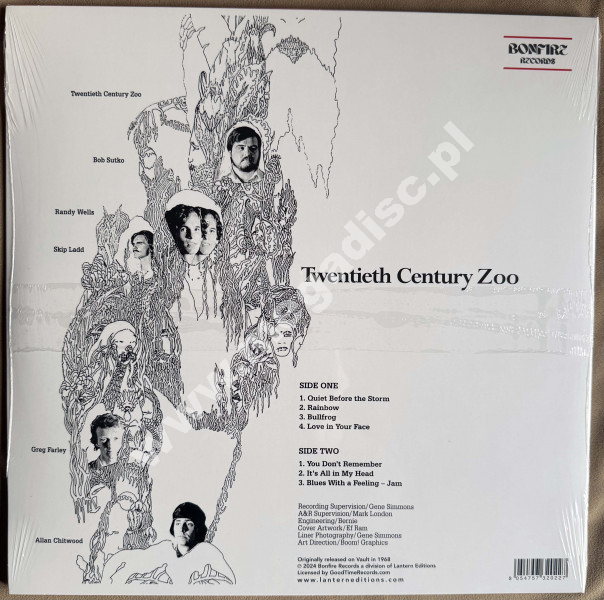 BONFIRE
RECORDS
Twentieth Century Zoo
Bob Sutko
Randy Wells
Skip Ladd
Greg Farley
Allan Chitwood
Twentieth Century Zoo
SIDE ONE
1. Quiet Before the Storm
2. Rainbow
3. Bullfrog
4. Love in Your Face
SIDE TWO
1. You Don't Remember
2. It's All in My Head
3. Blues With a Feeling – Jam
Recording Supervision/Gene Simmons
A&R Supervision/Mark London
Engineering/Bernie
Cover Artwork/Ef Ram
Liner Photography/Gene Simmons
Art Direction/Boom! Graphics
Originally released on Vault in 1968
© 2024 Bonfire Records a division of Lantern Editions
Licensed by GoodTimeRecords.com
www.lanterneditions.com